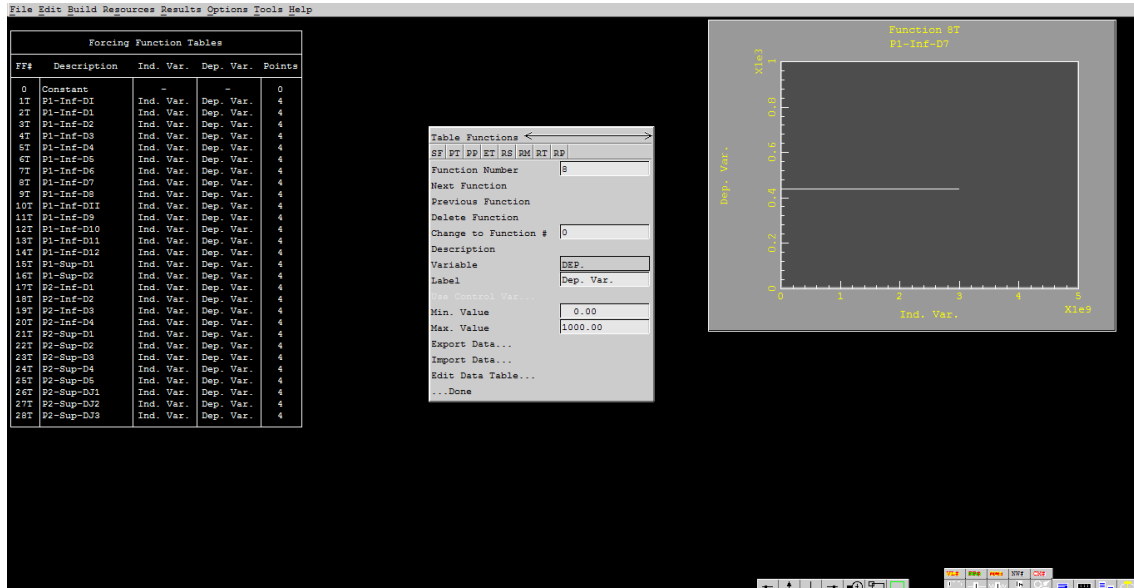 File Edit Build Resources Results Options Tools Help
Forcing Function Tables
FF# Description Ind. Var. Dep. Var. Points
0 Constant - - 0
1T P1-Inf-DI Ind. Var. Dep. Var. 4
2T P1-Inf-D1 Ind. Var. Dep. Var. 4
3T P1-Inf-D2 Ind. Var. Dep. Var. 4
4T P1-Inf-D3 Ind. Var. Dep. Var. 4
5T P1-Inf-D4 Ind. Var. Dep. Var. 4
6T P1-Inf-D5 Ind. Var. Dep. Var. 4
7T P1-Inf-D6 Ind. Var. Dep. Var. 4
8T P1-Inf-D7 Ind. Var. Dep. Var. 4
9T P1-Inf-D8 Ind. Var. Dep. Var. 4
10T P1-Inf-DII Ind. Var. Dep. Var. 4
11T P1-Inf-D9 Ind. Var. Dep. Var. 4
12T P1-Inf-D10 Ind. Var. Dep. Var. 4
13T P1-Inf-D11 Ind. Var. Dep. Var. 4
14T P1-Inf-D12 Ind. Var. Dep. Var. 4
15T P1-Sup-D1 Ind. Var. Dep. Var. 4
16T P1-Sup-D2 Ind. Var. Dep. Var. 4
17T P2-Inf-D1 Ind. Var. Dep. Var. 4
18T P2-Inf-D2 Ind. Var. Dep. Var. 4
19T P2-Inf-D3 Ind. Var. Dep. Var. 4
20T P2-Inf-D4 Ind. Var. Dep. Var. 4
21T P2-Sup-D1 Ind. Var. Dep. Var. 4
22T P2-Sup-D2 Ind. Var. Dep. Var. 4
23T P2-Sup-D3 Ind. Var. Dep. Var. 4
24T P2-Sup-D4 Ind. Var. Dep. Var. 4
25T P2-Sup-D5 Ind. Var. Dep. Var. 4
26T P2-Sup-DJ1 Ind. Var. Dep. Var. 4
27T P2-Sup-DJ2 Ind. Var. Dep. Var. 4
28T P2-Sup-DJ3 Ind. Var. Dep. Var. 4
Table Functions
SF PT PP ET RS RM RT RP
Function Number 8
Next Function
Previous Function
Delete Function
Change to Function # 0
Description
Variable DEP.
Label Dep. Var.
Use Control Var...
Min. Value 0.00
Max. Value 1000.00
Export Data...
Import Data...
Edit Data Table...
...Done
Function 8T
P1-Inf-D7
X1e3
1
0.8
0.6
0.4
0.2
0
Dep. Var.
0 1 2 3 4 5
Ind. Var. X1e9